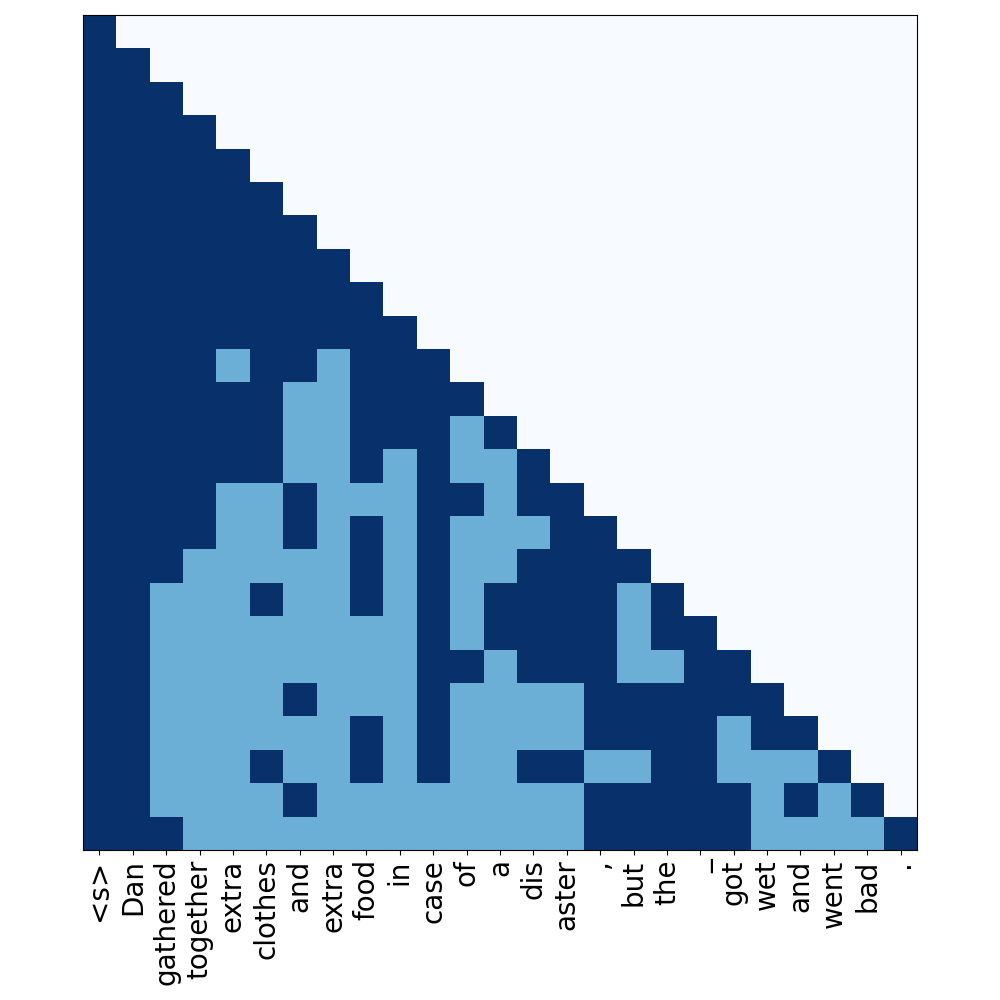 <s>
Dan
gathered
together
extra
clothes
and
extra
food
in
case
of
a
dis
aster
,
but
the
_
got
wet
and
went
bad
.